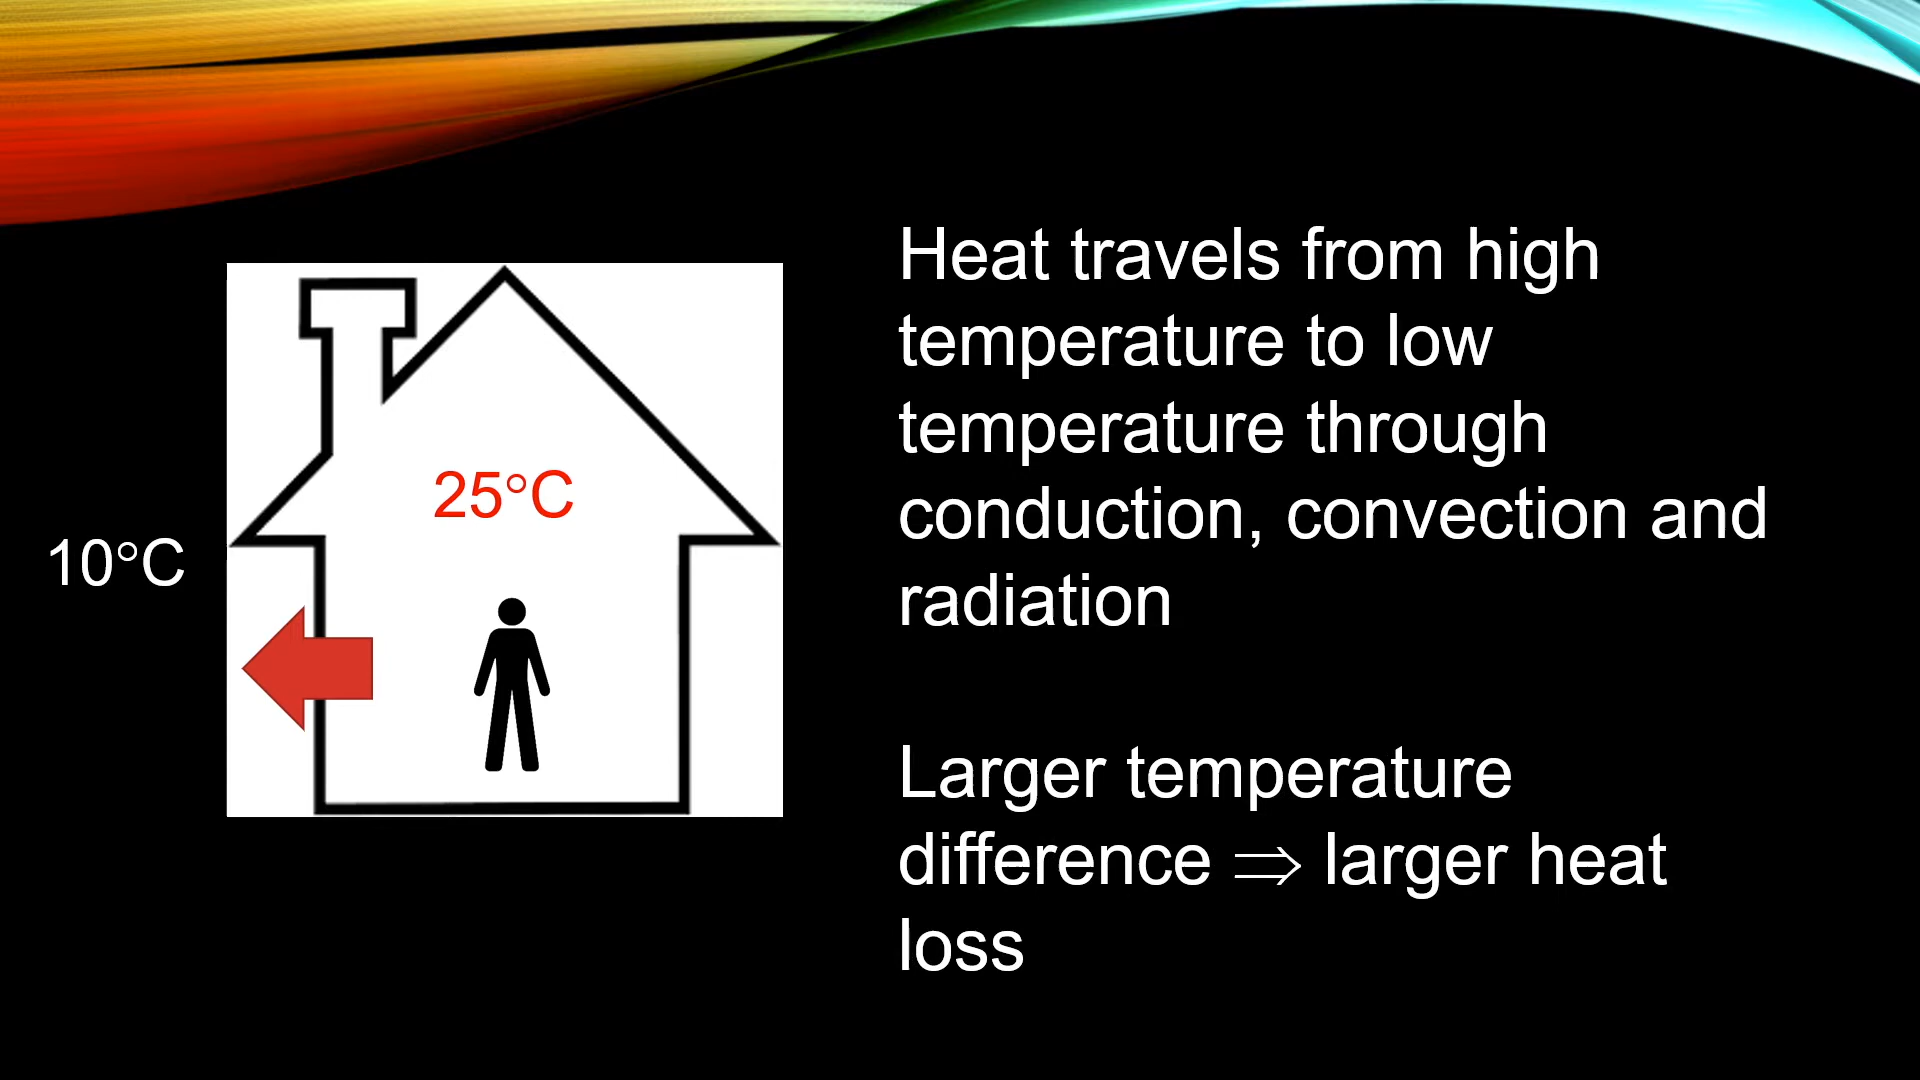 25°C
10°C
Heat travels from high
temperature to low
temperature through
conduction, convection and
radiation
Larger temperature
difference ⇒ larger heat
loss